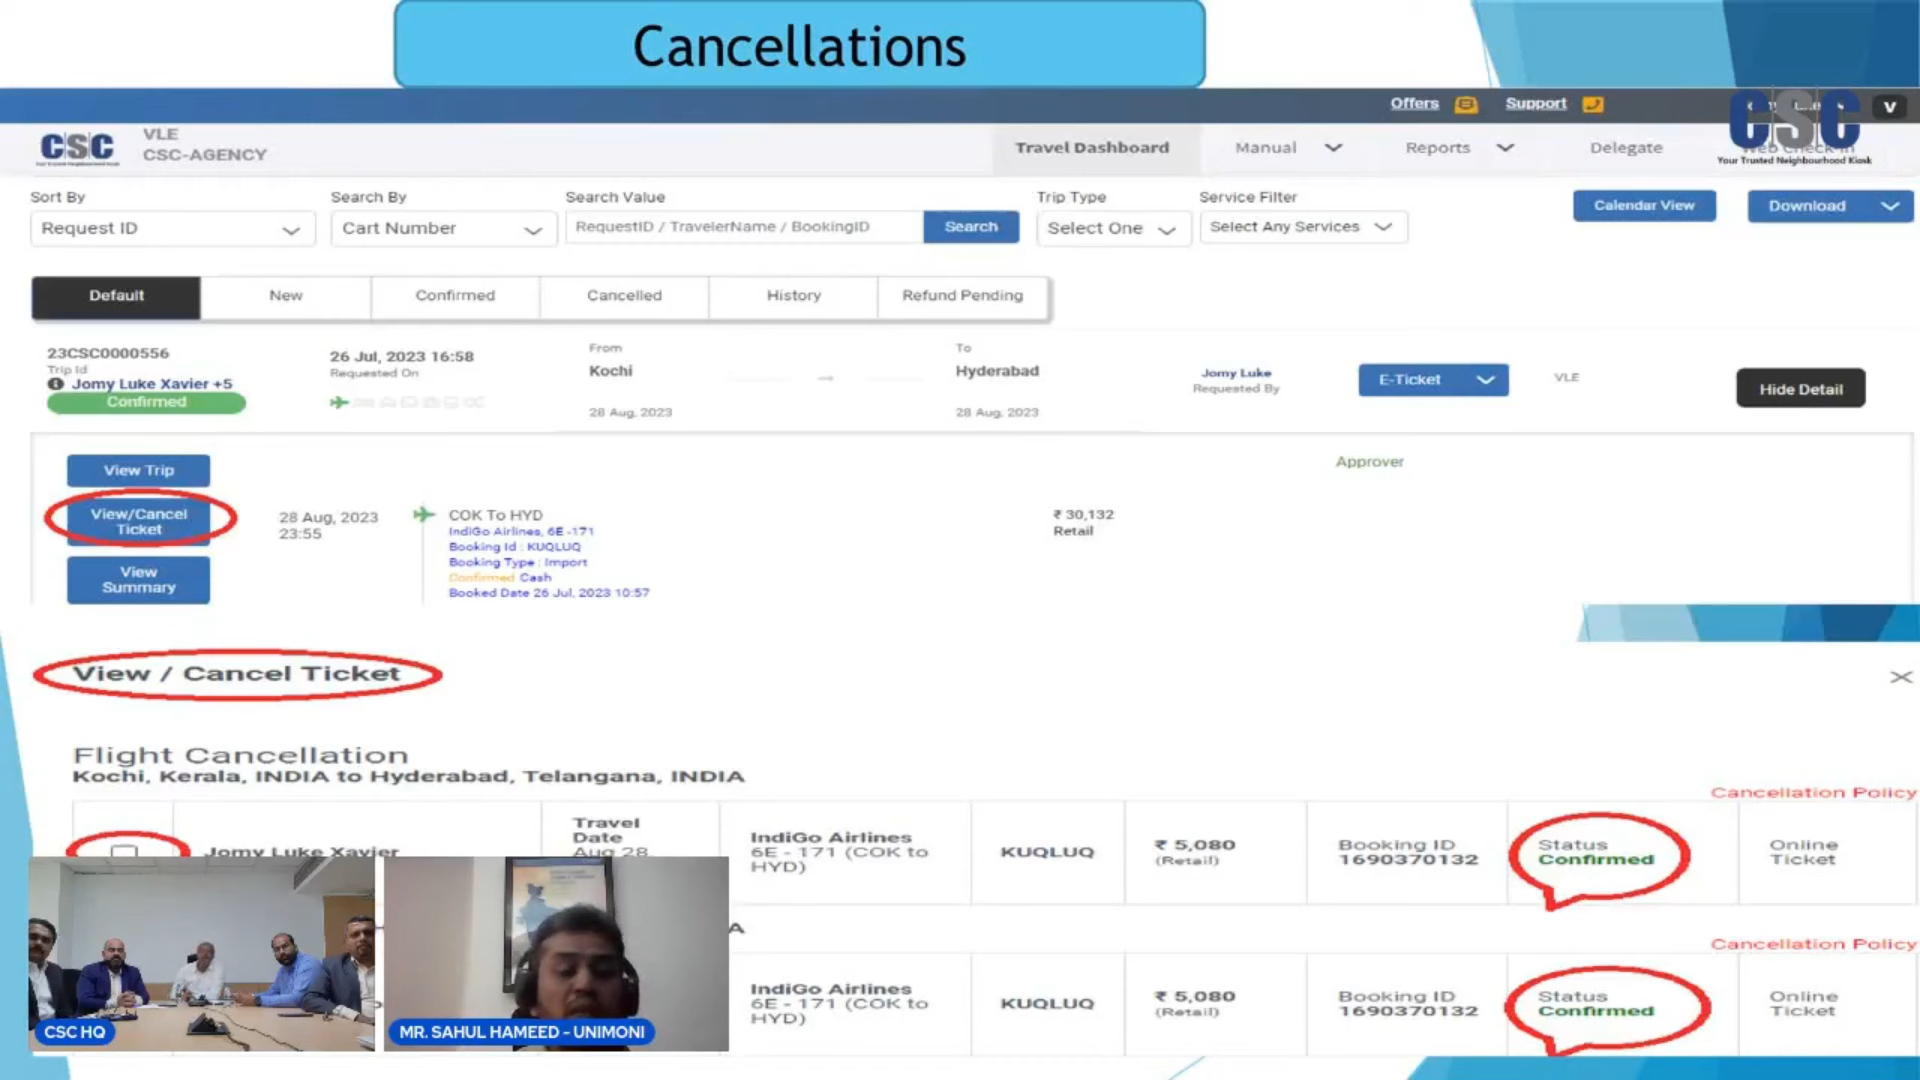 Cancellations
Offers
Support
V
CSC
VLE
CSC-AGENCY
Travel Dashboard
Manual
Reports
Delegate
Web Check-in
CSC
Your Trusted Neighbourhood Kiosk
Sort By
Search By
Search Value
Trip Type
Service Filter
Request ID
Cart Number
RequestID / TravelerName / BookingID
Search
Select One
Select Any Services
Calendar View
Download
Default
New
Confirmed
Cancelled
History
Refund Pending
23CSC0000556
Trip Id
Jomy Luke Xavier +5
Confirmed
26 Jul, 2023 16:58
Requested On
From
Kochi
28 Aug, 2023
To
Hyderabad
28 Aug, 2023
Jomy Luke
Requested By
E-Ticket
VLE
Hide Detail
View Trip
View/Cancel
Ticket
View
Summary
28 Aug, 2023
23:55
COK To HYD
IndiGo Airlines, 6E -171
Booking Id : KUQLUQ
Booking Type : Import
Confirmed Cash
Booked Date 26 Jul, 2023 10:57
₹ 30,132
Retail
Approver
View / Cancel Ticket
Flight Cancellation
Kochi, Kerala, INDIA to Hyderabad, Telangana, INDIA
Cancellation Policy
Jomy Luke Xavier
Travel
Date
Aug 28
IndiGo Airlines
6E - 171 (COK to
HYD)
KUQLUQ
₹ 5,080
(Retail)
Booking ID
1690370132
Status
Confirmed
Online
Ticket
A
Cancellation Policy
IndiGo Airlines
6E - 171 (COK to
HYD)
KUQLUQ
₹ 5,080
(Retail)
Booking ID
1690370132
Status
Confirmed
Online
Ticket
CSC HQ
MR. SAHUL HAMEED - UNIMONI